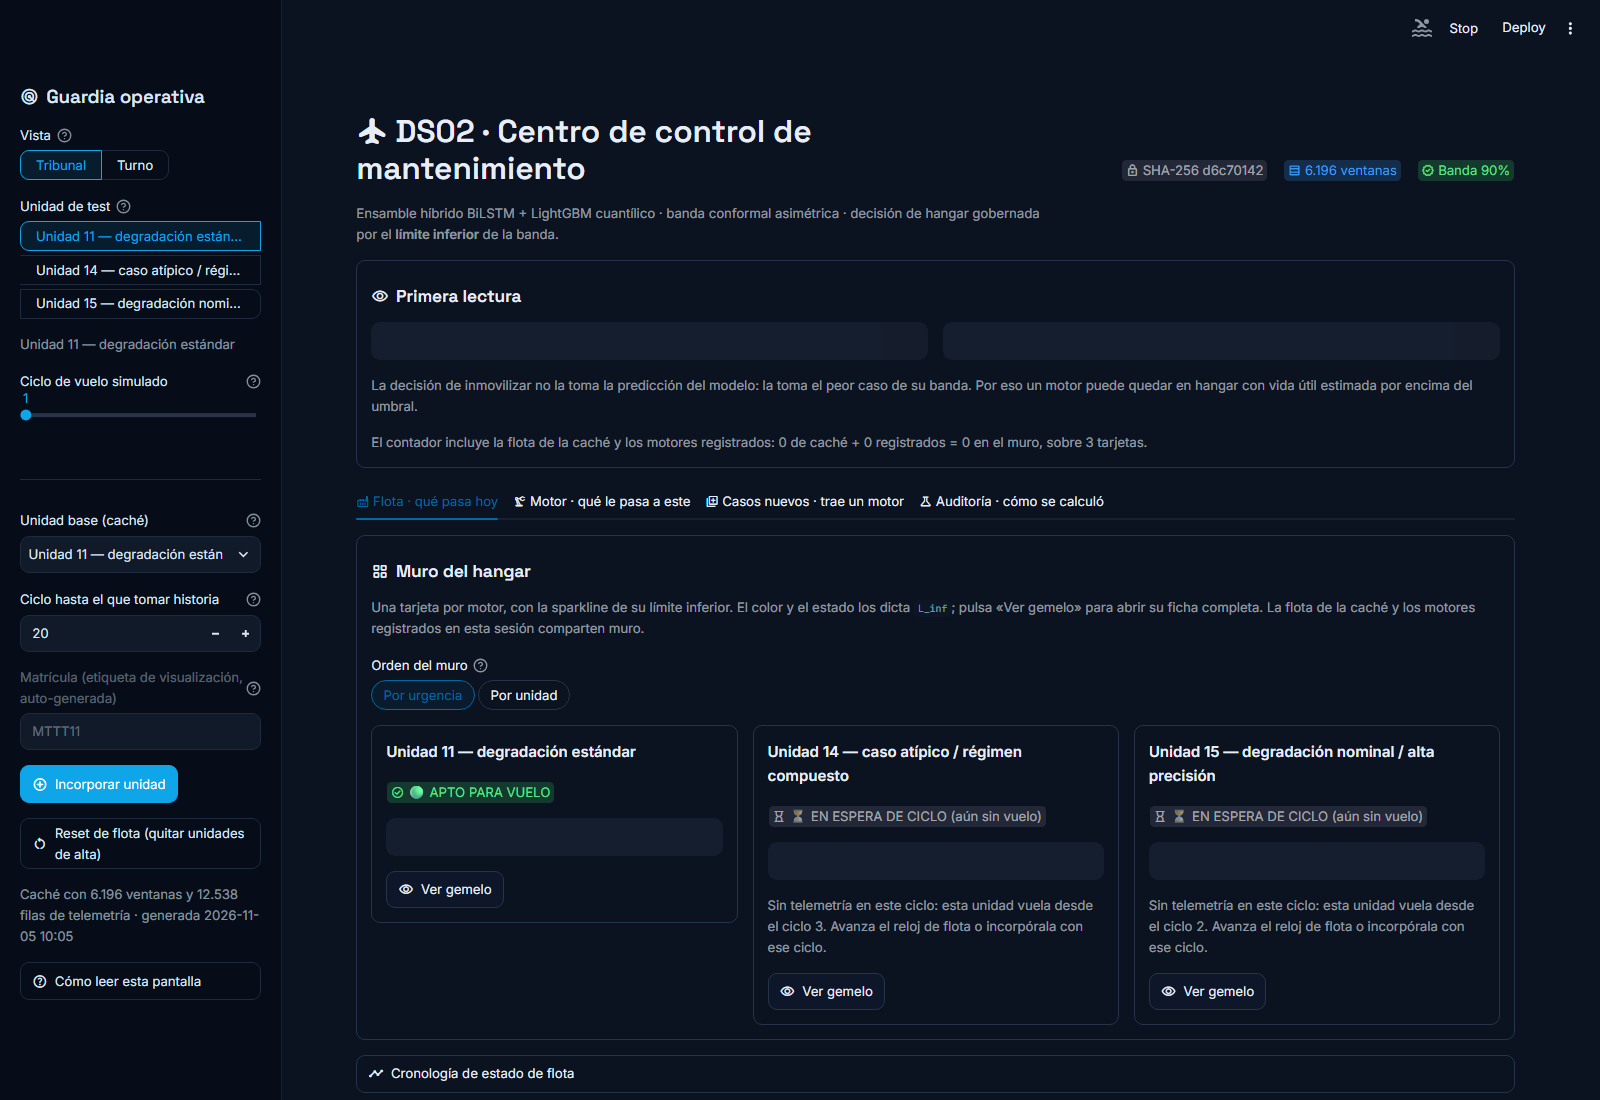 Stop
Deploy
Guardia operativa
Vista
Tribunal
Turno
Unidad de test
Unidad 11 — degradación están...
Unidad 14 — caso atípico / régi...
Unidad 15 — degradación nomi...
Unidad 11 — degradación estándar
Ciclo de vuelo simulado
1
Unidad base (caché)
Unidad 11 — degradación están
Ciclo hasta el que tomar historia
20
Matrícula (etiqueta de visualización,
auto-generada)
MTTT11
Incorporar unidad
Reset de flota (quitar unidades
de alta)
Caché con 6.196 ventanas y 12.538
filas de telemetría · generada 2026-11-
05 10:05
Cómo leer esta pantalla
DS02 · Centro de control de
mantenimiento
SHA-256 d6c70142
6.196 ventanas
Banda 90%
Ensamble híbrido BiLSTM + LightGBM cuantílico · banda conformal asimétrica · decisión de hangar gobernada
por el límite inferior de la banda.
Primera lectura
La decisión de inmovilizar no la toma la predicción del modelo: la toma el peor caso de su banda. Por eso un motor puede quedar en hangar con vida útil estimada por encima del
umbral.
El contador incluye la flota de la caché y los motores registrados: 0 de caché + 0 registrados = 0 en el muro, sobre 3 tarjetas.
Flota · qué pasa hoy
Motor · qué le pasa a este
Casos nuevos · trae un motor
Auditoría · cómo se calculó
Muro del hangar
Una tarjeta por motor, con la sparkline de su límite inferior. El color y el estado los dicta L_inf ; pulsa «Ver gemelo» para abrir su ficha completa. La flota de la caché y los motores
registrados en esta sesión comparten muro.
Orden del muro
Por urgencia
Por unidad
Unidad 11 — degradación estándar
APTO PARA VUELO
Ver gemelo
Unidad 14 — caso atípico / régimen
compuesto
EN ESPERA DE CICLO (aún sin vuelo)
Sin telemetría en este ciclo: esta unidad vuela desde
el ciclo 3. Avanza el reloj de flota o incorpórala con
ese ciclo.
Ver gemelo
Unidad 15 — degradación nominal / alta
precisión
EN ESPERA DE CICLO (aún sin vuelo)
Sin telemetría en este ciclo: esta unidad vuela desde
el ciclo 2. Avanza el reloj de flota o incorpórala con
ese ciclo.
Ver gemelo
Cronología de estado de flota